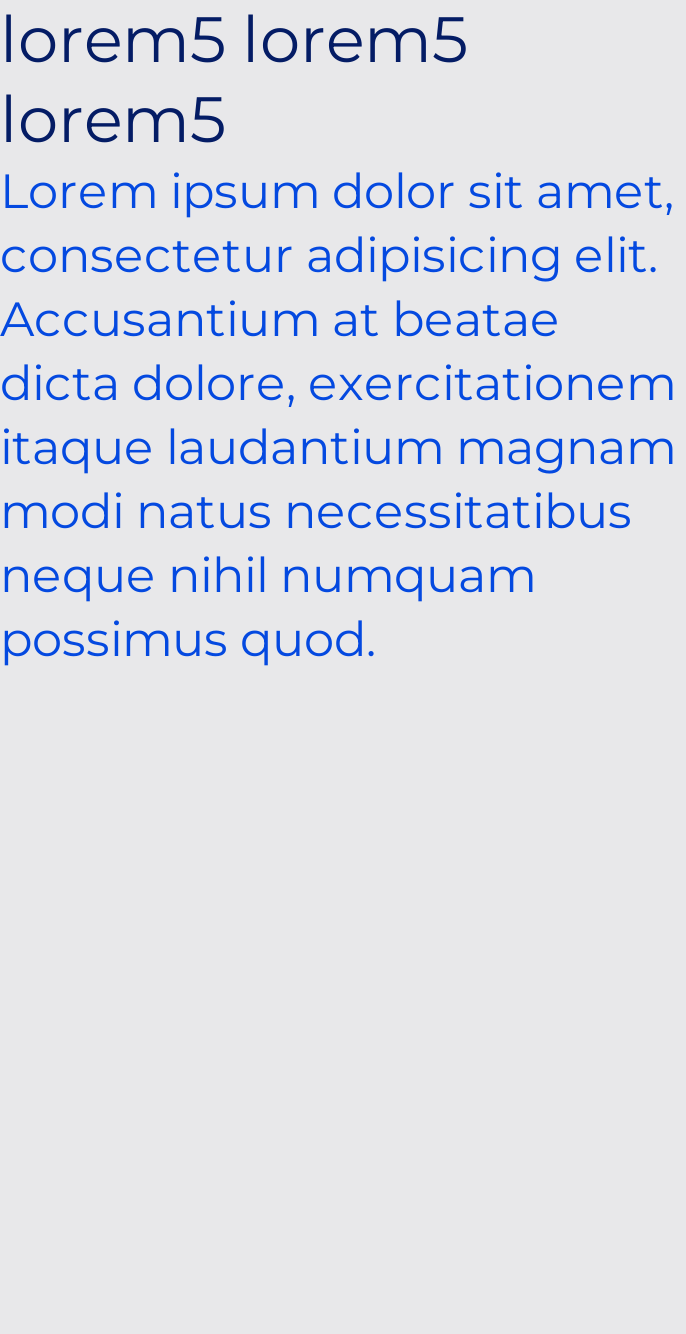 lorem5 lorem5
lorem5
Lorem ipsum dolor sit amet,
consectetur adipisicing elit.
Accusantium at beatae
dicta dolore, exercitationem
itaque laudantium magnam
modi natus necessitatibus
neque nihil numquam
possimus quod.